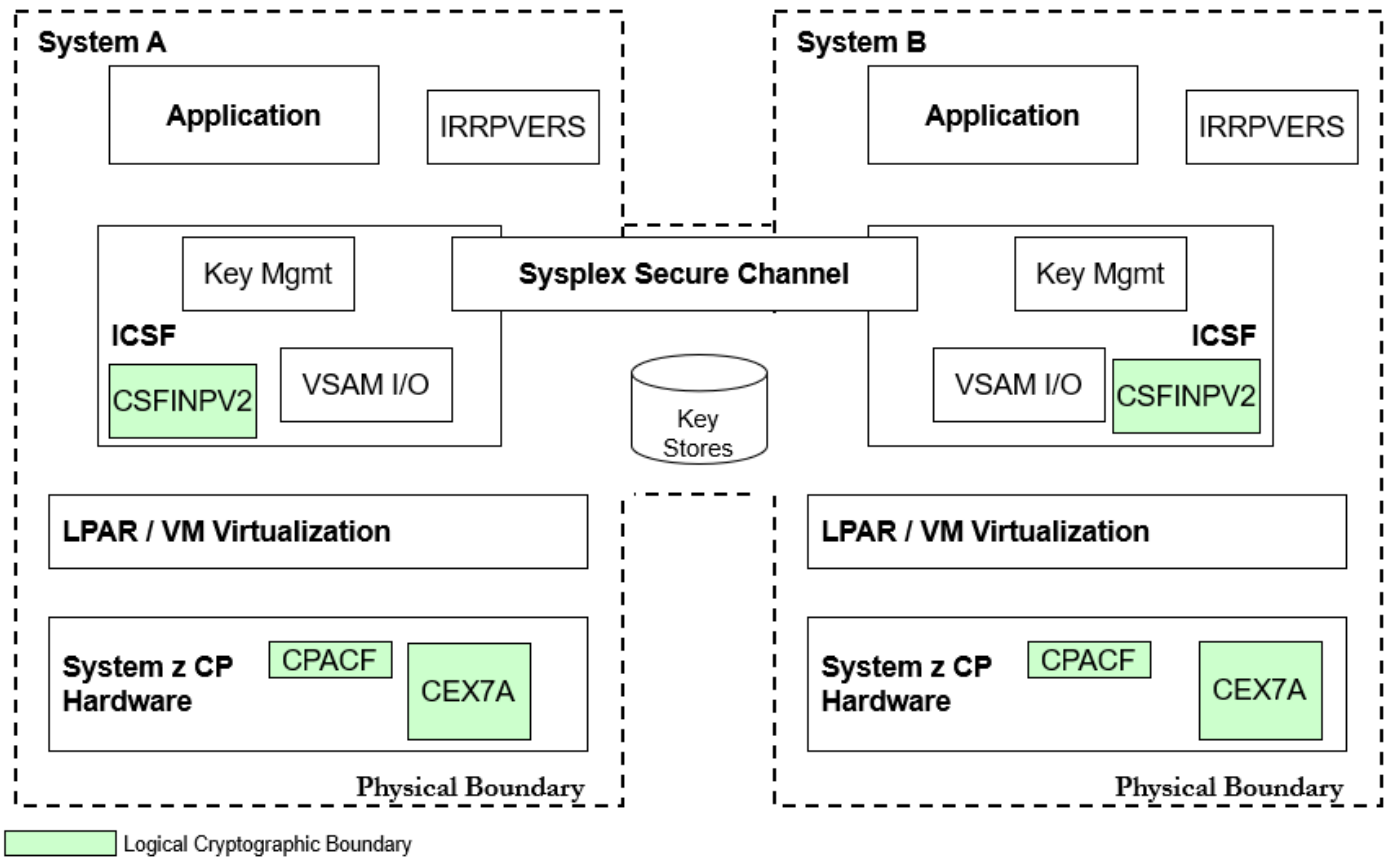 System A
System B
Application
IRRPVERS
Application
IRRPVERS
Key Mgmt
Sysplex Secure Channel
Key Mgmt
ICSF
ICSF
CSFINPV2
VSAM I/O
Key
Stores
VSAM I/O
CSFINPV2
LPAR / VM Virtualization
LPAR / VM Virtualization
System z CP
Hardware
CPACF
CEX7A
System z CP
Hardware
CPACF
CEX7A
Physical Boundary
Physical Boundary
Logical Cryptographic Boundary